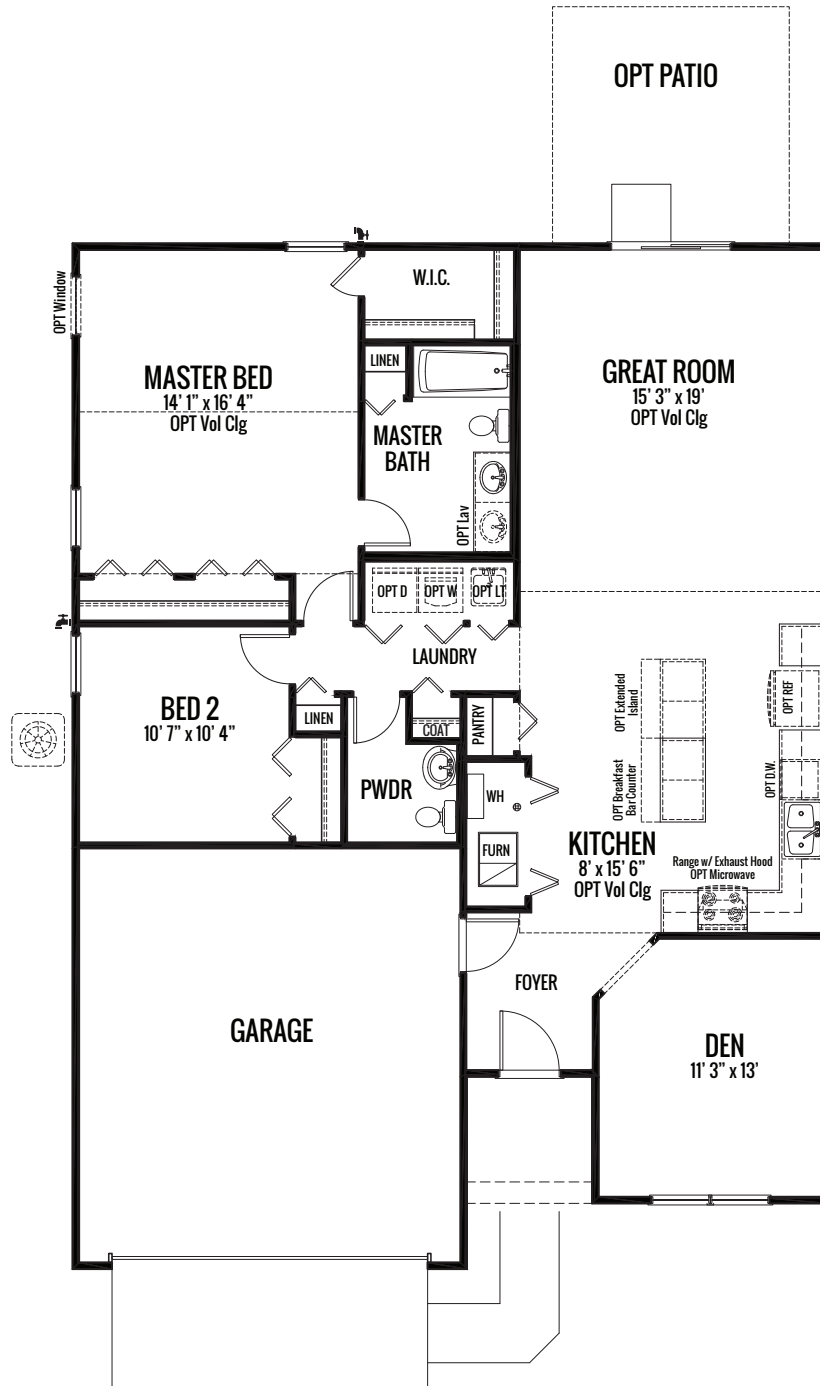 OPT PATIO
W.I.C.
OPT Window
LINEN
MASTER BED
14' 1" x 16' 4"
OPT Vol Clg
GREAT ROOM
15' 3" x 19'
OPT Vol Clg
MASTER
BATH
OPT Lav
OPT D
OPT W
OPT LT
LAUNDRY
BED 2
10' 7" x 10' 4"
LINEN
COAT
PANTRY
OPT Extended
Island
OPT REF
PWDR
WH
OPT Breakfast
Bar Counter
OPT D.W.
FURN
KITCHEN
8' x 15' 6"
OPT Vol Clg
Range w/ Exhaust Hood
OPT Microwave
FOYER
GARAGE
DEN
11' 3" x 13'